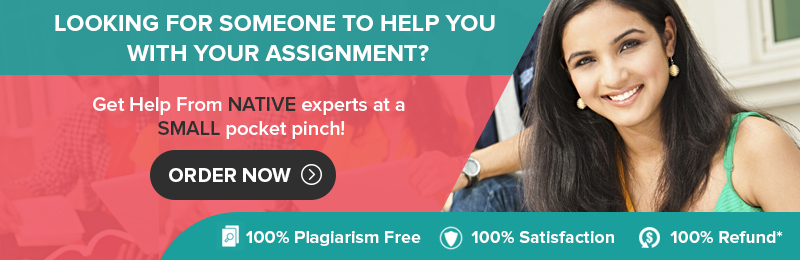 LOOKING FOR SOMEONE TO HELP YOU
WITH YOUR ASSIGNMENT?
Get Help From NATIVE experts at a
SMALL pocket pinch!
ORDER NOW
100% Plagiarism Free
100% Satisfaction
$ 100% Refund*